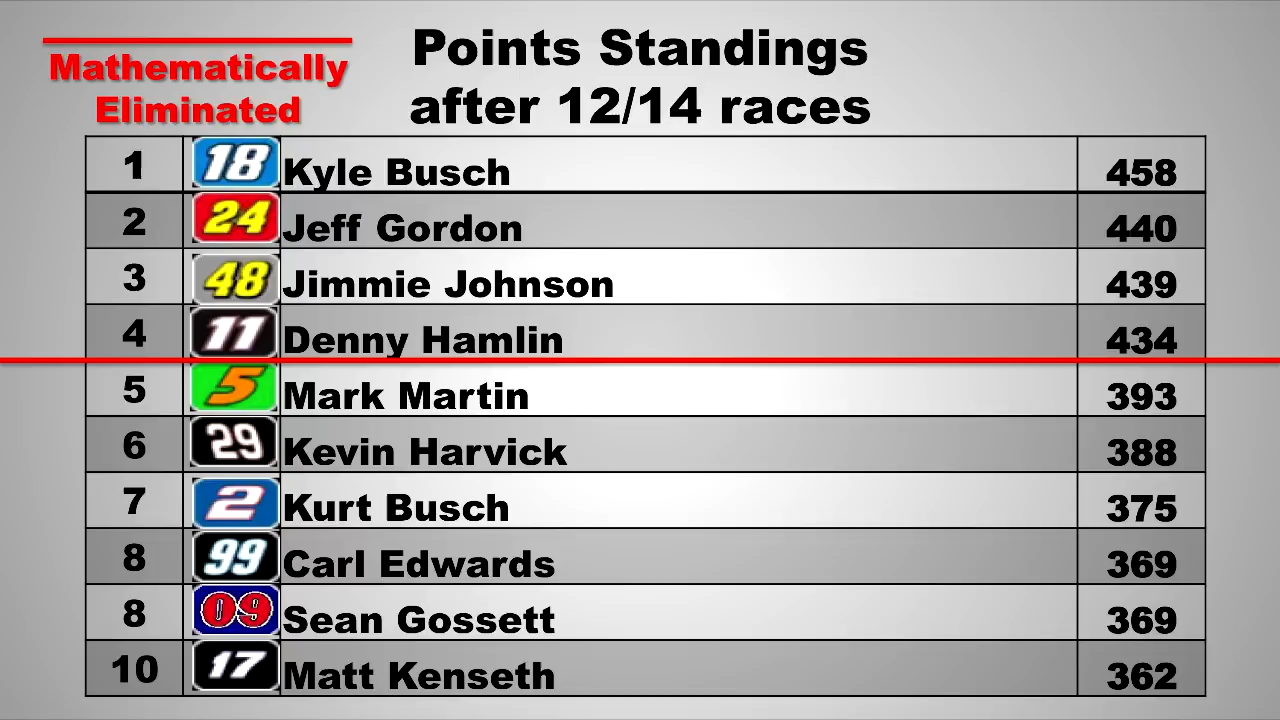 Mathematically
Eliminated
Points Standings
after 12/14 races
1 18 Kyle Busch 458
2 24 Jeff Gordon 440
3 48 Jimmie Johnson 439
4 11 Denny Hamlin 434
5 5 Mark Martin 393
6 29 Kevin Harvick 388
7 2 Kurt Busch 375
8 99 Carl Edwards 369
8 09 Sean Gossett 369
10 17 Matt Kenseth 362